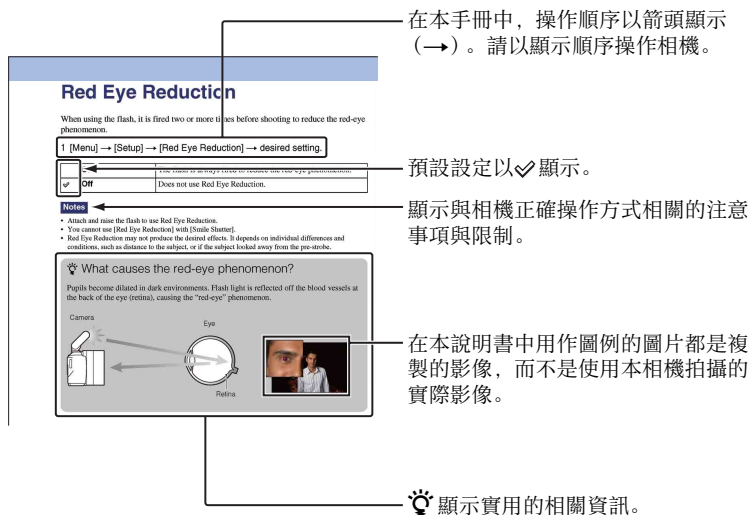 在本手冊中，操作順序以箭頭顯示
（→）。請以顯示順序操作相機。
Red Eye Reduction
When using the flash, it is fired two or more times before shooting to reduce the red-eye
phenomenon.
1 [Menu] → [Setup] → [Red Eye Reduction] → desired setting.
The flash is always fired to reduce the red-eye phenomenon.
✓ Off Does not use Red Eye Reduction.
預設設定以✓顯示。
Notes
• Attach and raise the flash to use Red Eye Reduction.
• You cannot use [Red Eye Reduction] with [Smile Shutter].
• Red Eye Reduction may not produce the desired effects. It depends on individual differences and
conditions, such as distance to the subject, or if the subject looked away from the pre-strobe.
顯示與相機正確操作方式相關的注意
事項與限制。
What causes the red-eye phenomenon?
Pupils become dilated in dark environments. Flash light is reflected off the blood vessels at
the back of the eye (retina), causing the “red-eye” phenomenon.
Camera
Eye
Retina
在本說明書中用作圖例的圖片都是複
製的影像，而不是使用本相機拍攝的
實際影像。
顯示實用的相關資訊。